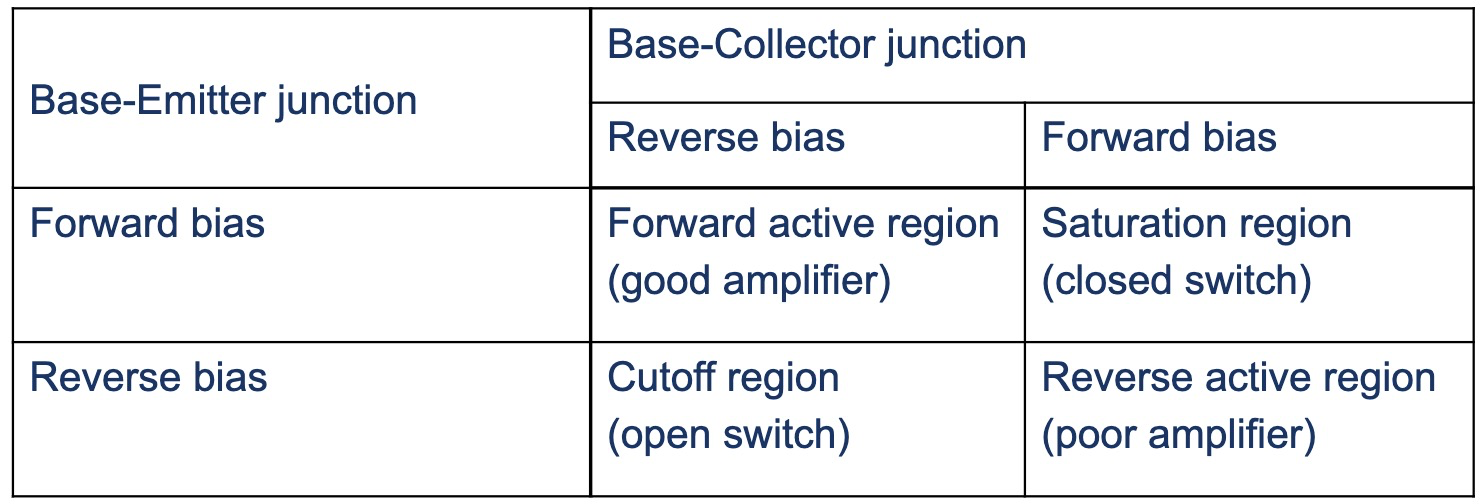 Base-Emitter junction
Base-Collector junction
Reverse bias
Forward bias
Forward bias
Forward active region
(good amplifier)
Saturation region
(closed switch)
Reverse bias
Cutoff region
(open switch)
Reverse active region
(poor amplifier)